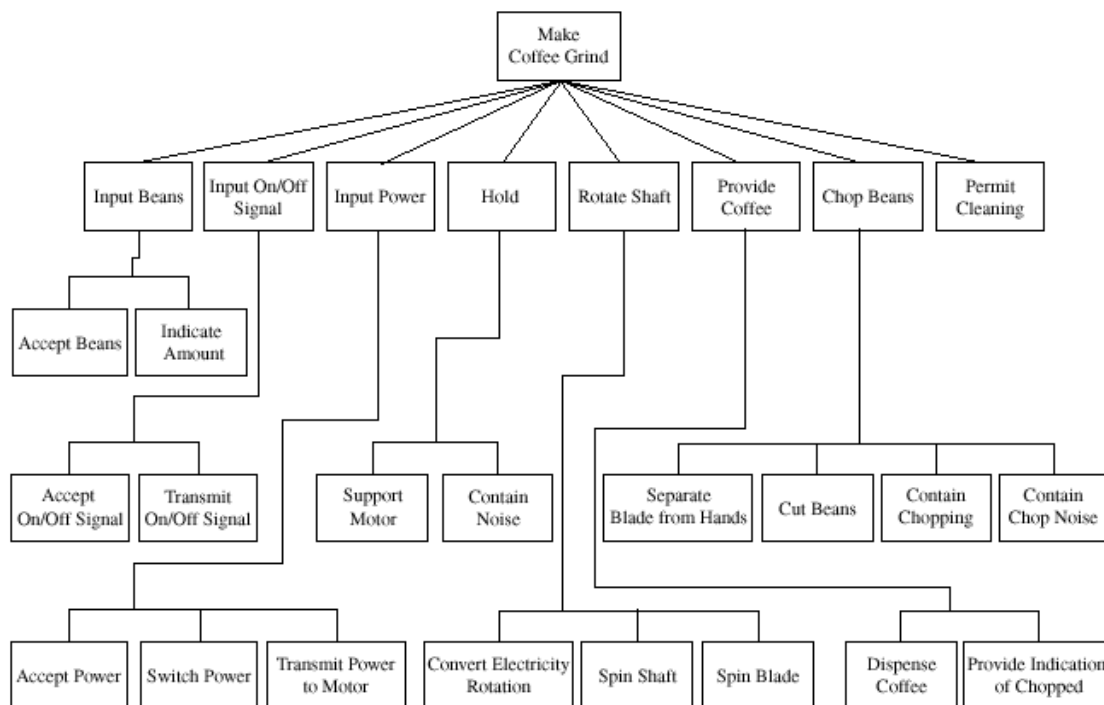 Make
Coffee Grind
Input Beans
Input On/Off
Signal
Input Power
Hold
Rotate Shaft
Provide
Coffee
Chop Beans
Permit
Cleaning
Accept Beans
Indicate
Amount
Accept
On/Off Signal
Transmit
On/Off Signal
Support
Motor
Contain
Noise
Separate
Blade from Hands
Cut Beans
Contain
Chopping
Contain
Chop Noise
Accept Power
Switch Power
Transmit Power
to Motor
Convert Electricity
Rotation
Spin Shaft
Spin Blade
Dispense
Coffee
Provide Indication
of Chopped